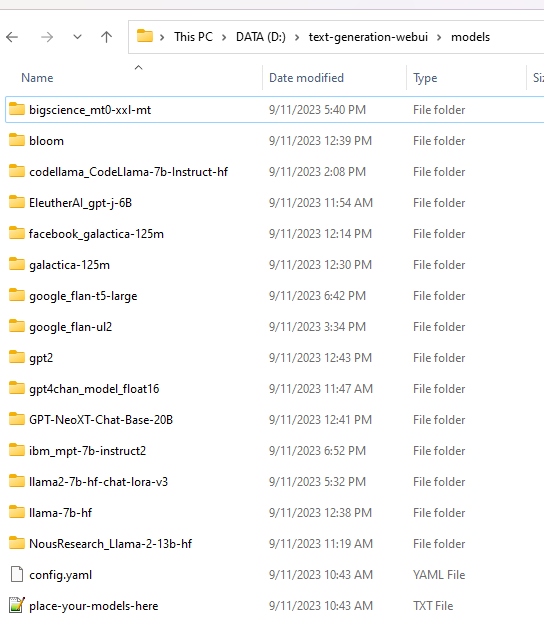 This PC > DATA (D:) > text-generation-webui > models
Name Date modified Type Siz
bigscience_mt0-xxl-mt 9/11/2023 5:40 PM File folder
bloom 9/11/2023 12:39 PM File folder
codellama_CodeLlama-7b-Instruct-hf 9/11/2023 2:08 PM File folder
EleutherAI_gpt-j-6B 9/11/2023 11:54 AM File folder
facebook_galactica-125m 9/11/2023 12:14 PM File folder
galactica-125m 9/11/2023 12:30 PM File folder
google_flan-t5-large 9/11/2023 6:42 PM File folder
google_flan-ul2 9/11/2023 3:34 PM File folder
gpt2 9/11/2023 12:43 PM File folder
gpt4chan_model_float16 9/11/2023 11:47 AM File folder
GPT-NeoXT-Chat-Base-20B 9/11/2023 12:41 PM File folder
ibm_mpt-7b-instruct2 9/11/2023 6:52 PM File folder
llama2-7b-hf-chat-lora-v3 9/11/2023 5:32 PM File folder
llama-7b-hf 9/11/2023 12:38 PM File folder
NousResearch_Llama-2-13b-hf 9/11/2023 11:19 AM File folder
config.yaml 9/11/2023 10:43 AM YAML File
place-your-models-here 9/11/2023 10:43 AM TXT File